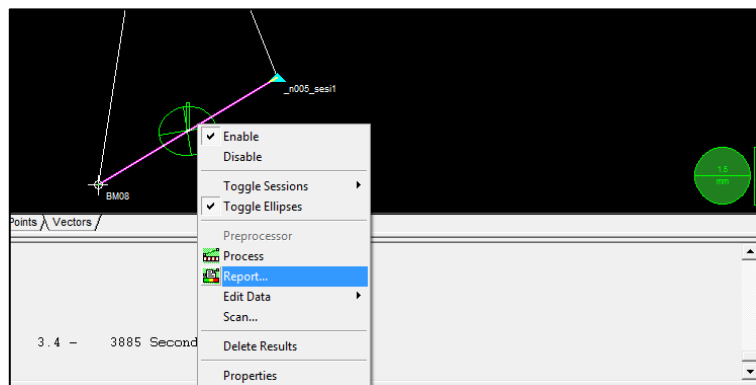 _n005_sesi1
Enable
Disable
1.5
mm
Toggle Sessions
BM08
Toggle Ellipses
Points
Vectors
Preprocessor
Process
Report...
Edit Data
Scan...
3.4 - 3885 Second
Delete Results
Properties